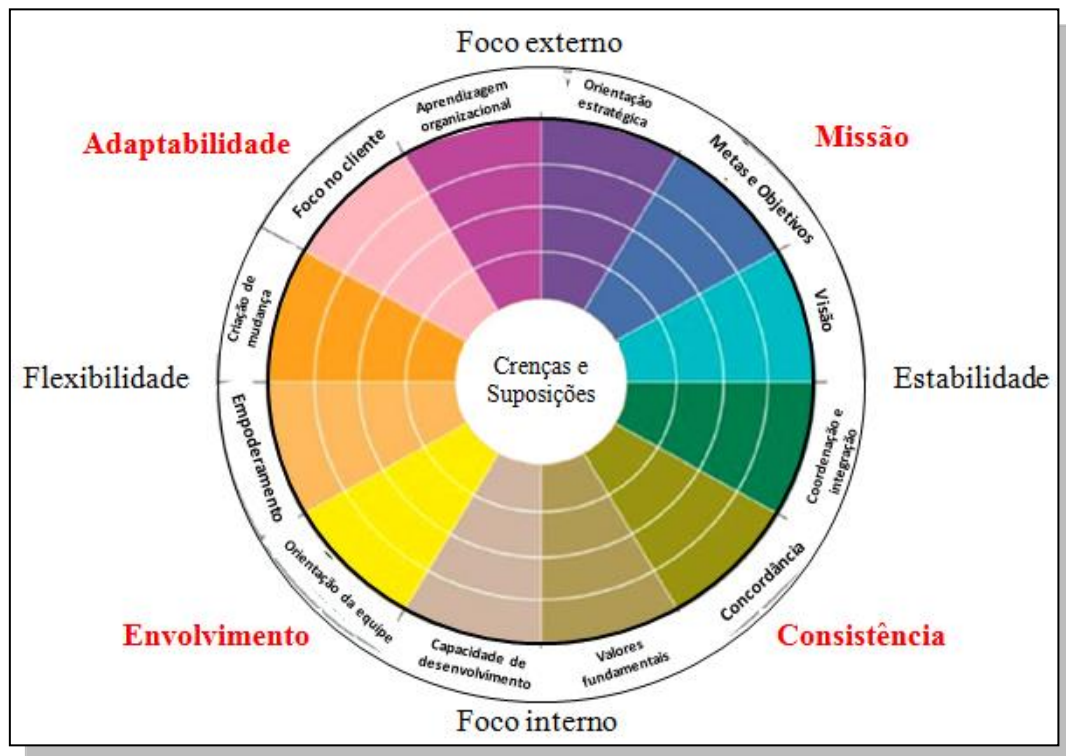 Foco externo
Aprendizagem
organizacional
Orientação
estratégica
Adaptabilidade
Missão
Foco no cliente
Metas e Objetivos
Criação de
mudança
Visão
Flexibilidade
Crenças e
Suposições
Estabilidade
Empoderamento
Coordenação e
integração
Orientação da equipe
Concordância
Envolvimento
Consistência
Capacidade de
desenvolvimento
Valores
fundamentais
Foco interno